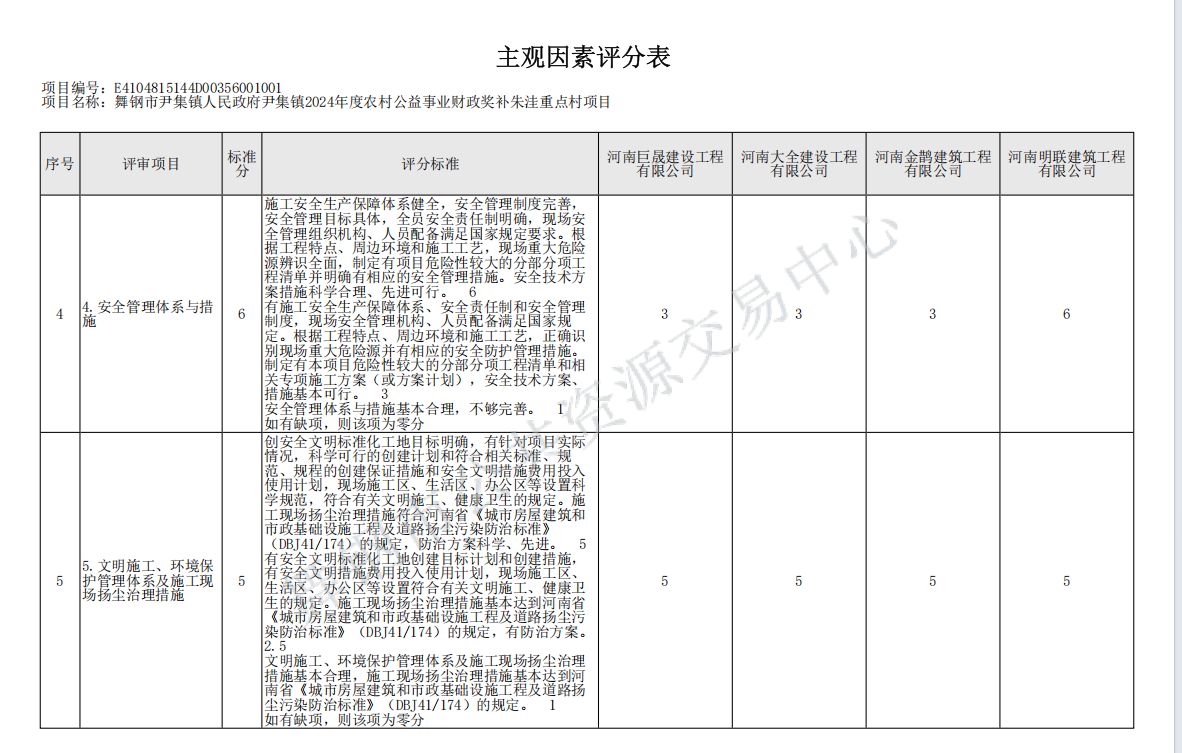 主观因素评分表
项目编号：E4104815144D00356001001
项目名称：舞钢市尹集镇人民政府尹集镇2024年度农村公益事业财政奖补朱洼重点村项目
序号
评审项目
标准
分
评分标准
河南巨晟建设工程
有限公司
河南大全建设工程
有限公司
河南金鹊建筑工程
有限公司
河南明联建筑工程
有限公司
4
4.安全管理体系与措
施
6
施工安全生产保障体系健全，安全管理制度完善，
安全管理目标具体，全员安全责任制明确，现场安
全管理组织机构、人员配备满足国家规定要求。根
据工程特点、周边环境和施工工艺，现场重大危险
源辨识全面，制定有项目危险性较大的分部分项工
程清单并明确有相应的安全管理措施。安全技术方
案措施科学合理、先进可行。 6
有施工安全生产保障体系、安全责任制和安全管理
制度，现场安全管理机构、人员配备满足国家规
定。根据工程特点、周边环境和施工工艺，正确识
别现场重大危险源并有相应的安全防护管理措施。
制定有本项目危险性较大的分部分项工程清单和相
关专项施工方案（或方案计划），安全技术方案、
措施基本可行。 3
安全管理体系与措施基本合理，不够完善。 1
如有缺项，则该项为零分
3
3
3
6
5
5.文明施工、环境保
护管理体系及施工现
场扬尘治理措施
5
创安全文明标准化工地目标明确，有针对项目实际
情况，科学可行的创建计划和符合相关标准、规
范、规程的创建保证措施和安全文明措施费用投入
使用计划，现场施工区、生活区、办公区等设置科
学规范，符合有关文明施工、健康卫生的规定。施
工现场扬尘治理措施符合河南省《城市房屋建筑和
市政基础设施工程及道路扬尘污染防治标准》
（DBJ41/174）的规定，防治方案科学、先进。 5
有安全文明标准化工地创建目标计划和创建措施，
有安全文明措施费用投入使用计划，现场施工区、
生活区、办公区等设置符合有关文明施工、健康卫
生的规定。施工现场扬尘治理措施基本达到河南省
《城市房屋建筑和市政基础设施工程及道路扬尘污
染防治标准》（DBJ41/174）的规定，有防治方案。
2.5
文明施工、环境保护管理体系及施工现场扬尘治理
措施基本合理，施工现场扬尘治理措施基本达到河
南省《城市房屋建筑和市政基础设施工程及道路扬
尘污染防治标准》（DBJ41/174）的规定。 1
如有缺项，则该项为零分
5
5
5
5
资源交易中心